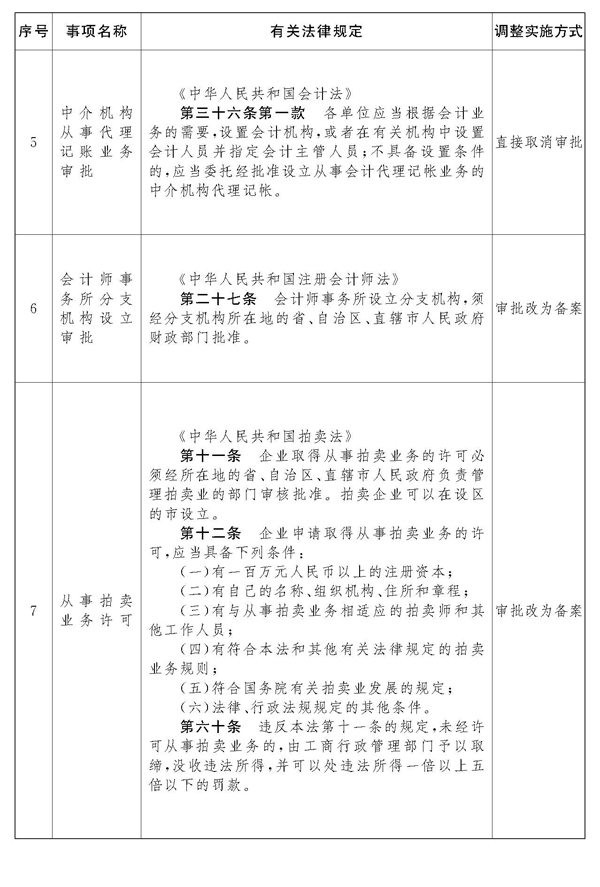 序号 事项名称 有关法律规定 调整实施方式
5
中介机构
从事代理
记账业务
审批
《中华人民共和国会计法》
第三十六条第一款 各单位应当根据会计业
务的需要,设置会计机构,或者在有关机构中设置
会计人员并指定会计主管人员;不具备设置条件
的,应当委托经批准设立从事会计代理记帐业务的
中介机构代理记帐。
直接取消审批
6
会计师事
务所分支
机构设立
审批
《中华人民共和国注册会计师法》
第二十七条 会计师事务所设立分支机构,须
经分支机构所在地的省、自治区、直辖市人民政府
财政部门批准。
审批改为备案
7
从事拍卖
业务许可
《中华人民共和国拍卖法》
第十一条 企业取得从事拍卖业务的许可必
须经所在地的省、自治区、直辖市人民政府负责管
理拍卖业的部门审核批准。拍卖企业可以在设区
的市设立。
第十二条 企业申请取得从事拍卖业务的许
可,应当具备下列条件:
(一)有一百万元人民币以上的注册资本;
(二)有自己的名称、组织机构、住所和章程;
(三)有与从事拍卖业务相适应的拍卖师和其
他工作人员;
(四)有符合本法和其他有关法律规定的拍卖
业务规则;
(五)符合国务院有关拍卖业发展的规定;
(六)法律、行政法规规定的其他条件。
第六十条 违反本法第十一条的规定,未经许
可从事拍卖业务的,由工商行政管理部门予以取
缔,没收违法所得,并可以处违法所得一倍以上五
倍以下的罚款。
审批改为备案